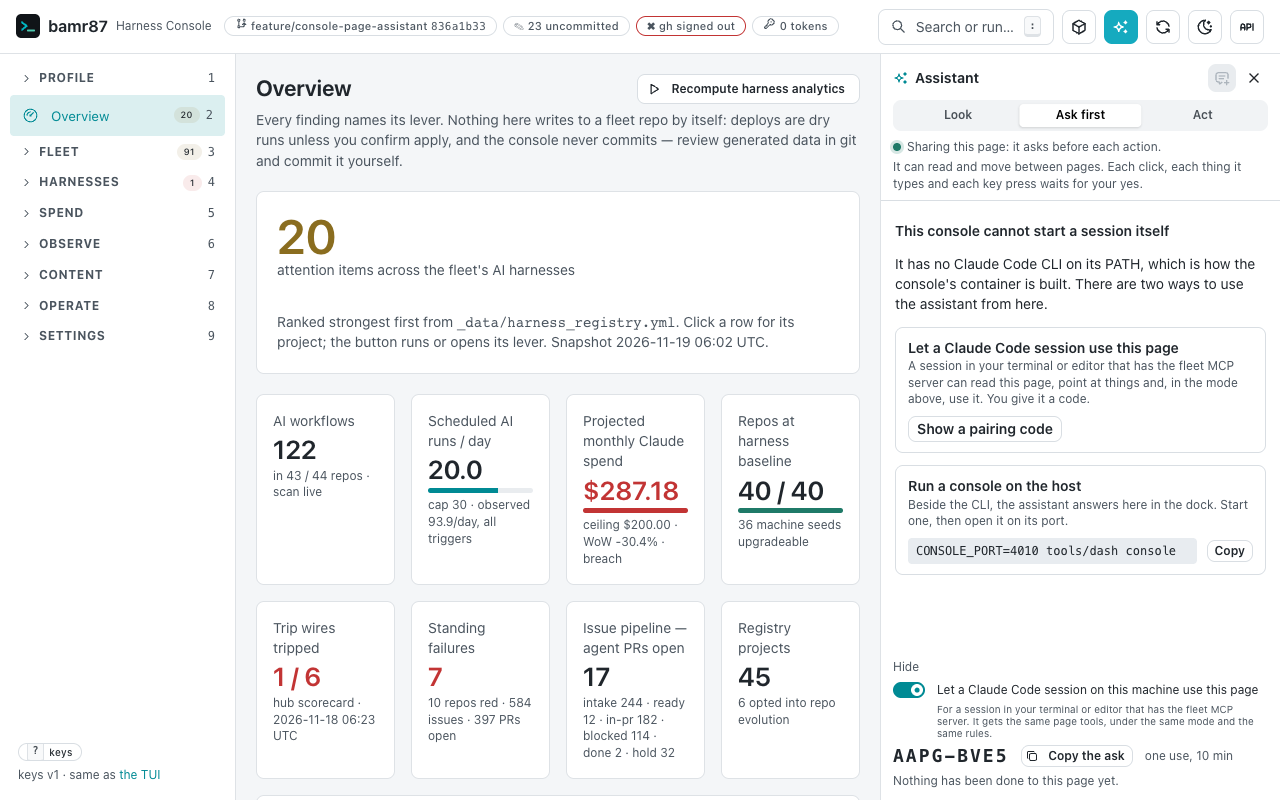 bamr87 Harness Console feature/console-page-assistant 836a1b33 23 uncommitted gh signed out 0 tokens Search or run... : API
PROFILE 1
Overview 20 2
FLEET 91 3
HARNESSES 1 4
SPEND 5
OBSERVE 6
CONTENT 7
OPERATE 8
SETTINGS 9
? keys
keys v1 · same as the TUI
Overview
Recompute harness analytics
Every finding names its lever. Nothing here writes to a fleet repo by itself: deploys are dry
runs unless you confirm apply, and the console never commits — review generated data in git
and commit it yourself.
20
attention items across the fleet's AI harnesses
Ranked strongest first from _data/harness_registry.yml. Click a row for its
project; the button runs or opens its lever. Snapshot 2026-11-19 06:02 UTC.
AI workflows
122
in 43 / 44 repos ·
scan live
Scheduled AI
runs / day
20.0
cap 30 · observed
93.9/day, all
triggers
Projected
monthly Claude
spend
$287.18
ceiling $200.00 ·
WoW -30.4% ·
breach
Repos at
harness
baseline
40 / 40
36 machine seeds
upgradeable
Trip wires
tripped
1 / 6
hub scorecard ·
2026-11-18 06:23
UTC
Standing
failures
7
10 repos red · 584
issues · 397 PRs
open
Issue pipeline —
agent PRs open
17
intake 244 · ready
12 · in-pr 182 ·
blocked 114 ·
done 2 · hold 32
Registry
projects
45
6 opted into repo
evolution
Assistant
Look Ask first Act
Sharing this page: it asks before each action.
It can read and move between pages. Each click, each thing it
types and each key press waits for your yes.
This console cannot start a session itself
It has no Claude Code CLI on its PATH, which is how the
console's container is built. There are two ways to use
the assistant from here.
Let a Claude Code session use this page
A session in your terminal or editor that has the fleet MCP
server can read this page, point at things and, in the mode
above, use it. You give it a code.
Show a pairing code
Run a console on the host
Beside the CLI, the assistant answers here in the dock. Start
one, then open it on its port.
CONSOLE_PORT=4010 tools/dash console Copy
Hide
Let a Claude Code session on this machine use this page
For a session in your terminal or editor that has the fleet MCP
server. It gets the same page tools, under the same mode and the
same rules.
AAPG-BVE5 Copy the ask one use, 10 min
Nothing has been done to this page yet.